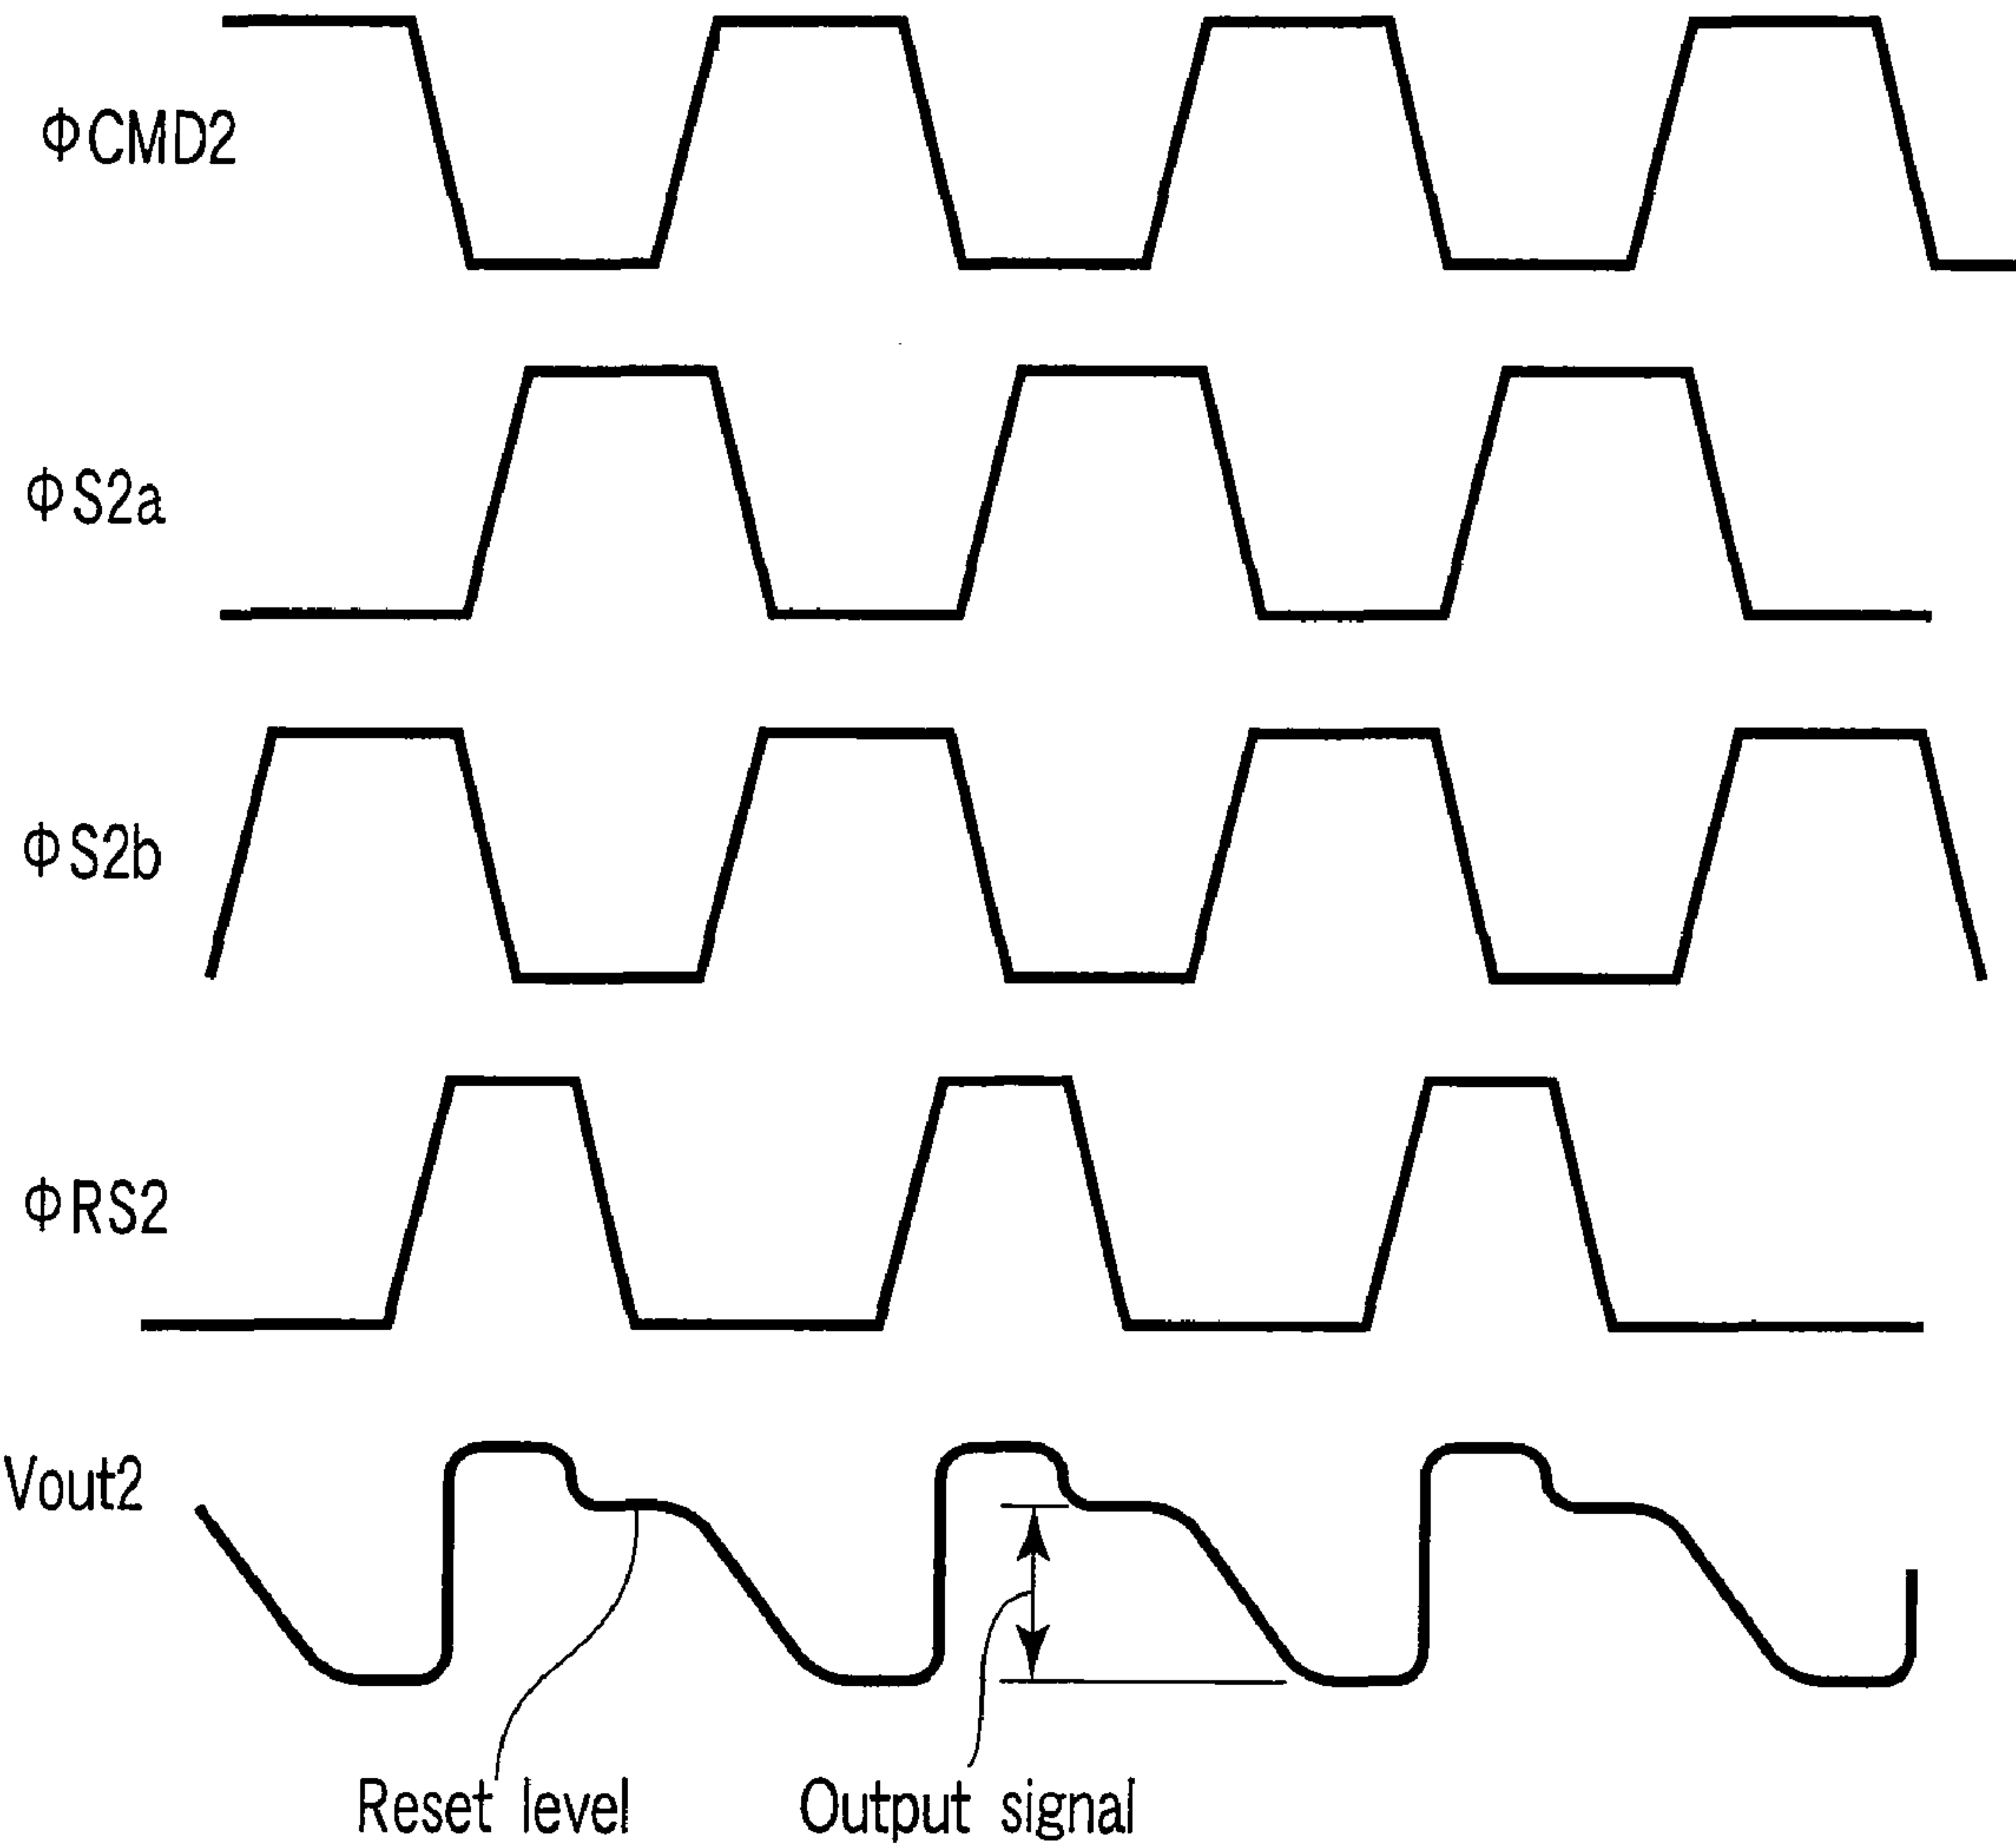 ΦCMD2
ΦS2a
ΦS2b
ΦRS2
Vout2
Reset level
Output signal